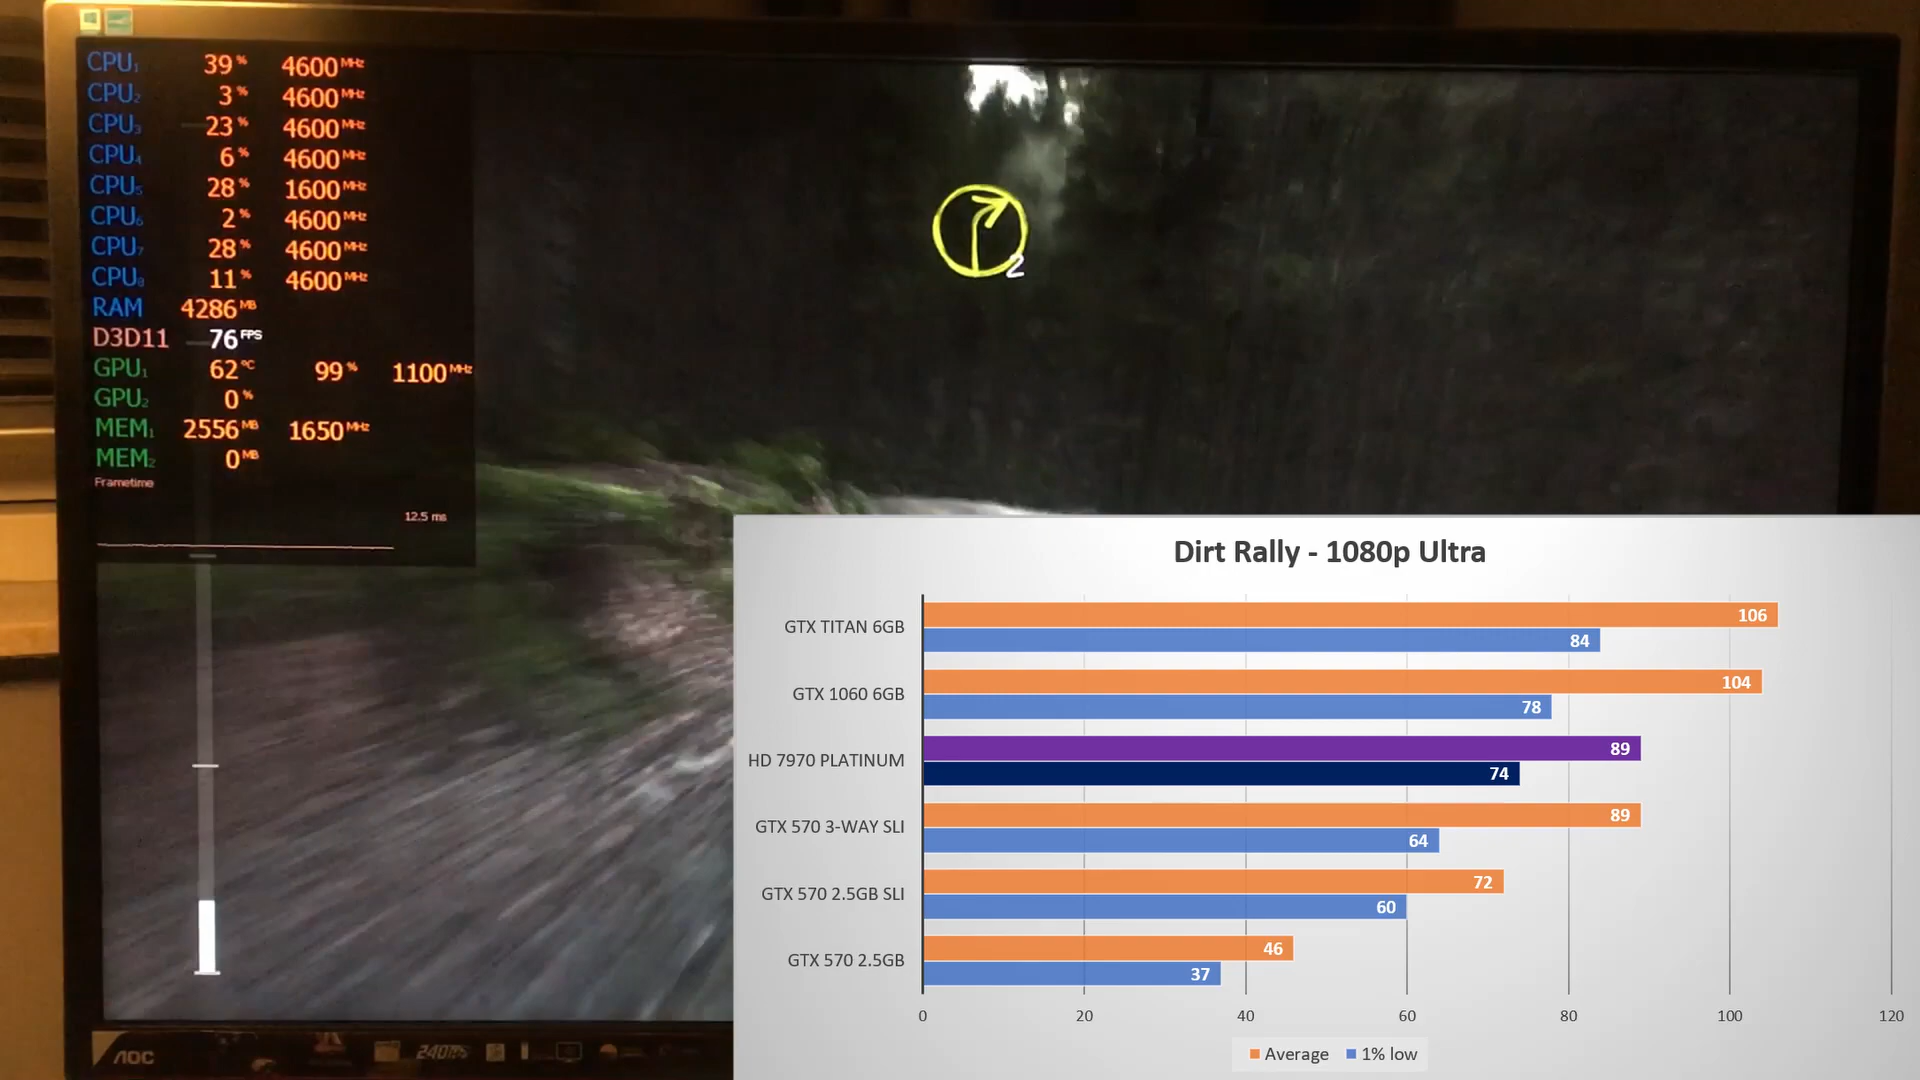 CPU1 39% 4600MHz
CPU2 3% 4600MHz
CPU3 23% 4600MHz
CPU4 6% 4600MHz
CPU5 28% 1600MHz
CPU6 2% 4600MHz
CPU7 28% 4600MHz
CPU8 11% 4600MHz
RAM 4286MB
D3D11 76FPS
GPU1 62°C 99% 1100MHz
GPU2 0%
MEM1 2556MB 1650MHz
MEM2 0MB
Frametime
12.5 ms
2
AOC
Dirt Rally - 1080p Ultra
GTX TITAN 6GB 106
84
GTX 1060 6GB 104
78
HD 7970 PLATINUM 89
74
GTX 570 3-WAY SLI 89
64
GTX 570 2.5GB SLI 72
60
GTX 570 2.5GB 46
37
0 20 40 60 80 100 120
Average 1% low